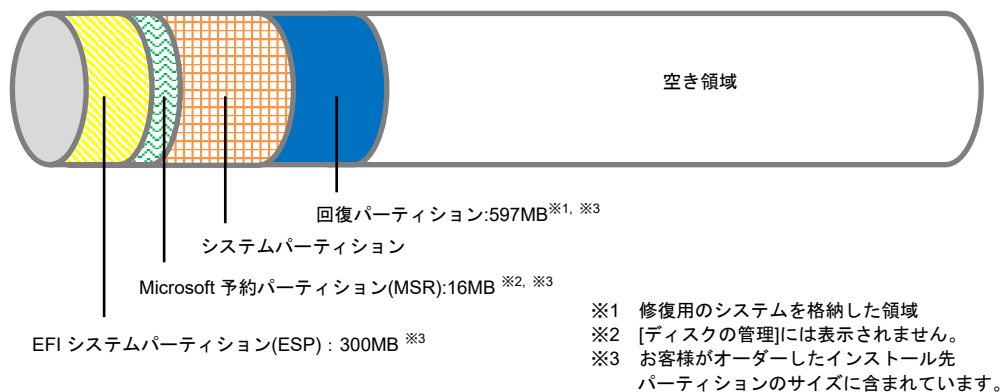 空き領域
回復パーティション:597MB※1, ※3
システムパーティション
Microsoft 予約パーティション(MSR):16MB ※2, ※3
EFI システムパーティション(ESP)：300MB ※3
※1 修復用のシステムを格納した領域
※2 [ディスクの管理]には表示されません。
※3 お客様がオーダーしたインストール先
パーティションのサイズに含まれています。